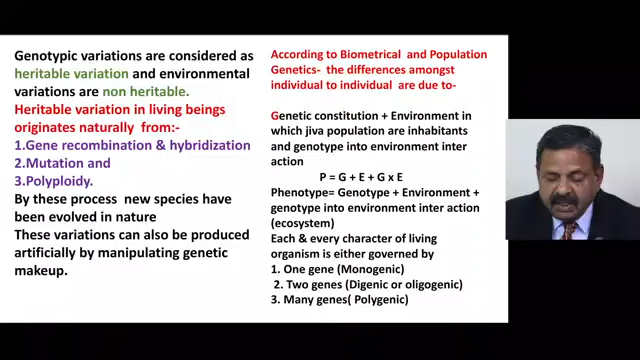 Genotypic variations are considered as
heritable variation and environmental
variations are non heritable.
Heritable variation in living beings
originates naturally from:-
1.Gene recombination & hybridization
2.Mutation and
3.Polyploidy.
By these process new species have
been evolved in nature
These variations can also be produced
artificially by manipulating genetic
makeup.
According to Biometrical and Population
Genetics- the differences amongst
individual to individual are due to-
Genetic constitution + Environment in
which jiva population are inhabitants
and genotype into environment inter
action
P = G + E + G x E
Phenotype= Genotype + Environment +
genotype into environment inter action
(ecosystem)
Each & every character of living
organism is either governed by
1. One gene (Monogenic)
2. Two genes (Digenic or oligogenic)
3. Many genes( Polygenic)